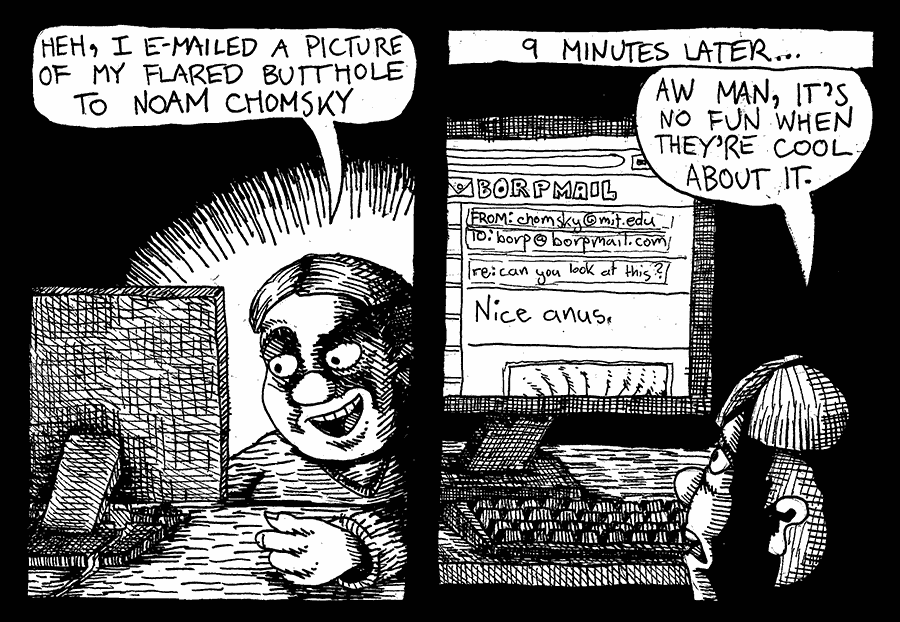 HEH, I E-MAILED A PICTURE
OF MY FLARED BUTTHOLE
TO NOAM CHOMSKY
9 MINUTES LATER...
AW MAN, IT'S
NO FUN WHEN
THEY'RE COOL
ABOUT IT.
BORPMAIL
FROM: chomsky@mit.edu
TO: borp@borpmail.com
re: can you look at this?
Nice anus.